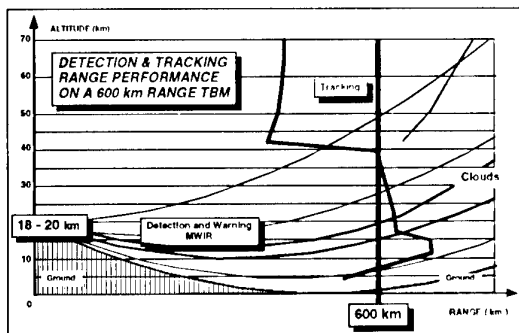 ALTITUDE (km)
70
60
50
40
30
20
10
0
DETECTION & TRACKING
RANGE PERFORMANCE
ON A 600 km RANGE TBM
Tracking
Clouds
18 - 20 km
Detection and Warning
MWIR
Ground
Ground
600 km
RANGE (km)